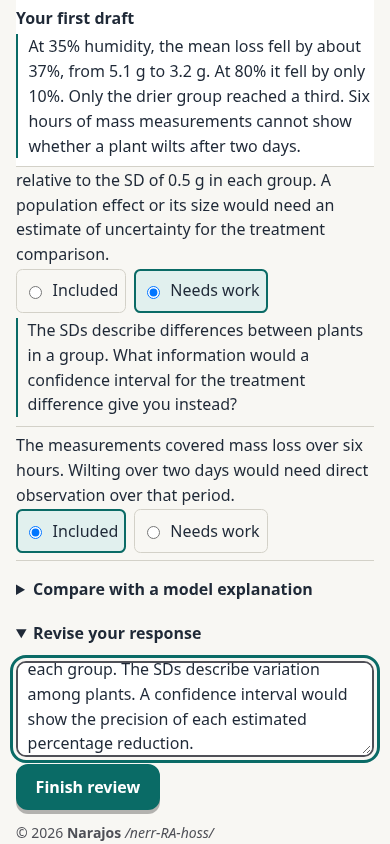 Your first draft
At 35% humidity, the mean loss fell by about
37%, from 5.1 g to 3.2 g. At 80% it fell by only
10%. Only the drier group reached a third. Six
hours of mass measurements cannot show
whether a plant wilts after two days.
relative to the SD of 0.5 g in each group. A
population effect or its size would need an
estimate of uncertainty for the treatment
comparison.
Included
Needs work
The SDs describe differences between plants
in a group. What information would a
confidence interval for the treatment
difference give you instead?
The measurements covered mass loss over six
hours. Wilting over two days would need direct
observation over that period.
Included
Needs work
Compare with a model explanation
Revise your response
each group. The SDs describe variation
among plants. A confidence interval would
show the precision of each estimated
percentage reduction.
Finish review
© 2026 Narajos /nerr-RA-hoss/